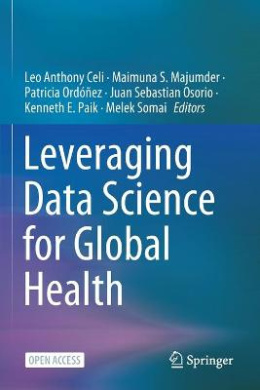 Leo Anthony Celi · Maimuna S. Majumder ·
Patricia Ordóñez · Juan Sebastian Osorio ·
Kenneth E. Paik · Melek Somai Editors
Leveraging
Data Science
for Global
Health
OPEN ACCESS
Springer